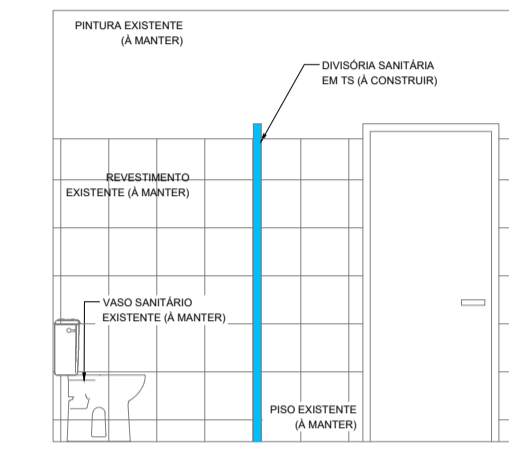 PINTURA EXISTENTE
(À MANTER)
DIVISÓRIA SANITÁRIA
EM TS (À CONSTRUIR)
REVESTIMENTO
EXISTENTE (À MANTER)
VASO SANITÁRIO
EXISTENTE (À MANTER)
PISO EXISTENTE
(À MANTER)